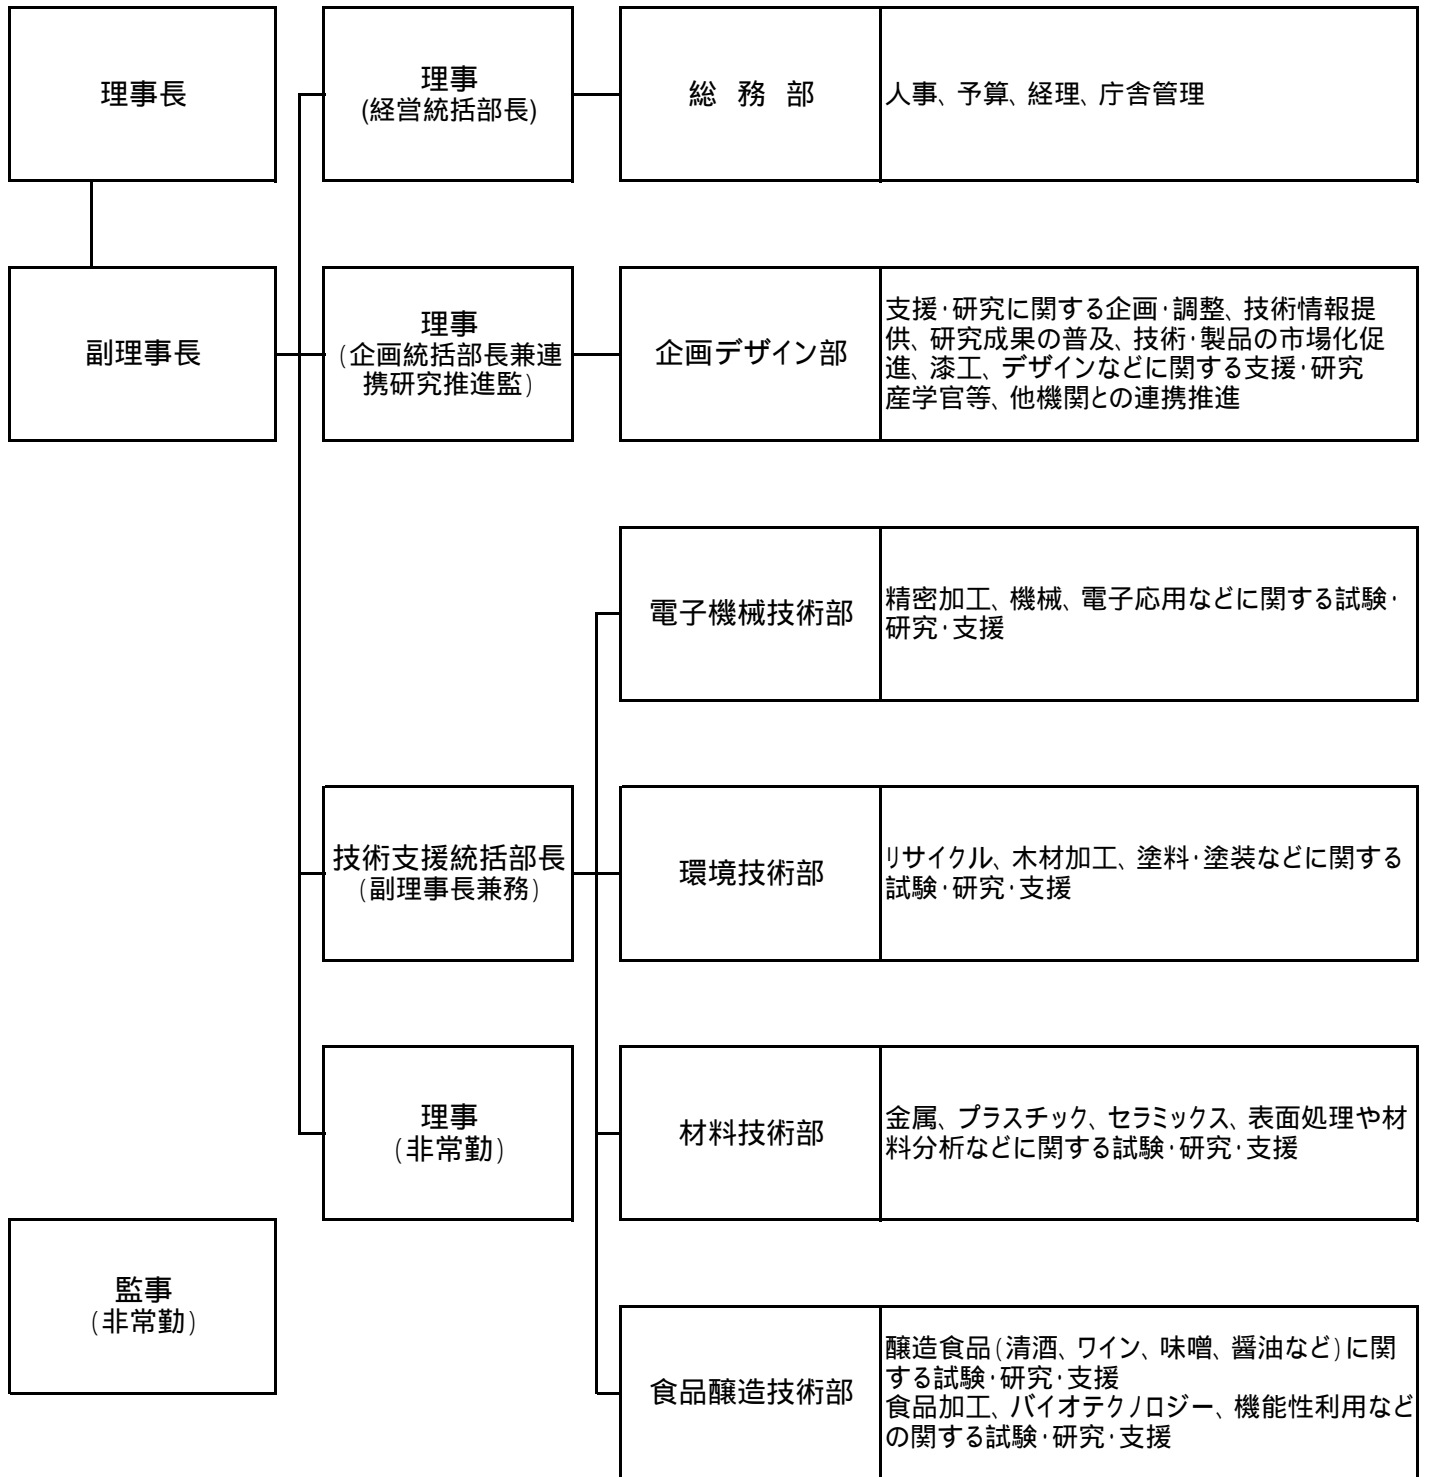 理事長
理事
(経営統括部長)
総 務 部
人事、予算、経理、庁舎管理
副理事長
理事
(企画統括部長兼連
携研究推進監)
企画デザイン部
支援・研究に関する企画・調整、技術情報提
供、研究成果の普及、技術・製品の市場化促
進、漆工、デザインなどに関する支援・研究
産学官等、他機関との連携推進
電子機械技術部
精密加工、機械、電子応用などに関する試験・
研究・支援
技術支援統括部長
(副理事長兼務)
環境技術部
リサイクル、木材加工、塗料・塗装などに関する
試験・研究・支援
理事
(非常勤)
材料技術部
金属、プラスチック、セラミックス、表面処理や材
料分析などに関する試験・研究・支援
監事
(非常勤)
食品醸造技術部
醸造食品(清酒、ワイン、味噌、醤油など)に関
する試験・研究・支援
食品加工、バイオテクノロジー、機能性利用など
の関する試験・研究・支援